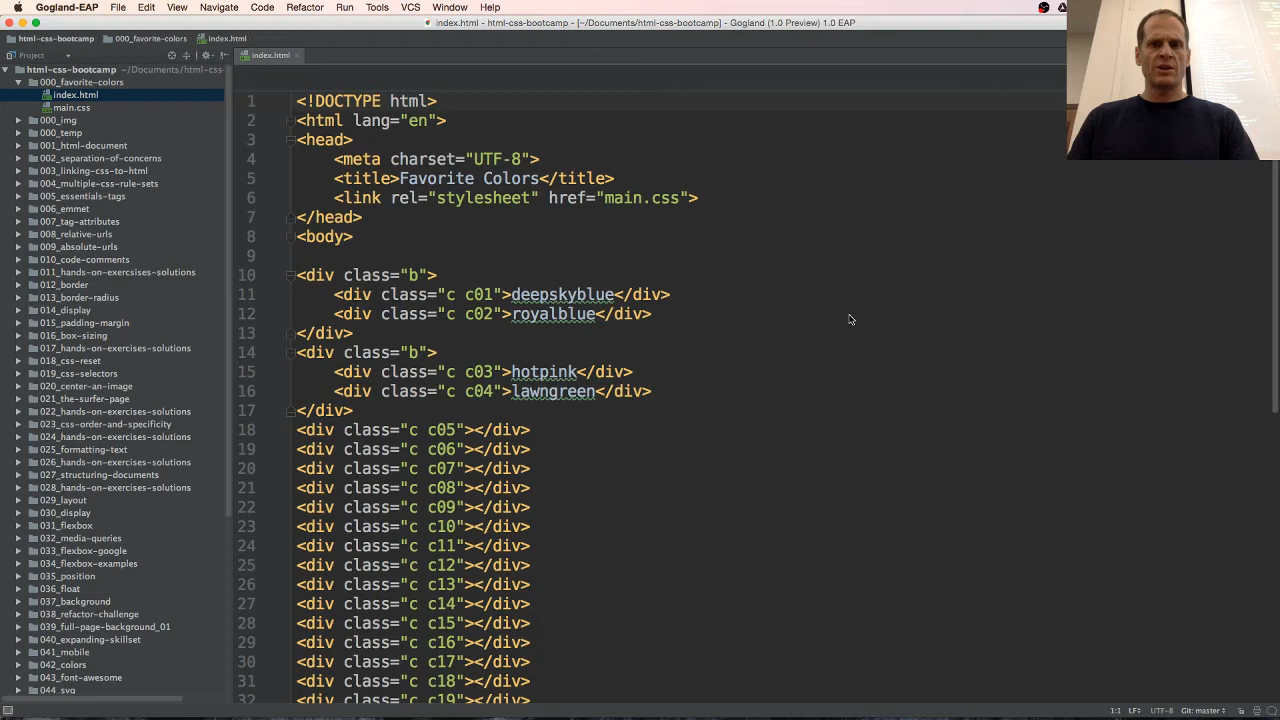 Gogland-EAP File Edit View Navigate Code Refactor Run Tools VCS Window Help
index.html - html-css-bootcamp - [~/Documents/html-css-bootcamp] - Gogland (1.0 Preview) 1.0 EAP
html-css-bootcamp 000_favorite-colors index.html
Project
index.html
html-css-bootcamp ~/Documents/html-css
000_favorite-colors
index.html
main.css
000_img
000_temp
001_html-document
002_separation-of-concerns
003_linking-css-to-html
004_multiple-css-rule-sets
005_essentials-tags
006_emmet
007_tag-attributes
008_relative-urls
009_absolute-urls
010_code-comments
011_hands-on-exercsises-solutions
012_border
013_border-radius
014_display
015_padding-margin
016_box-sizing
017_hands-on-exercises-solutions
018_css-reset
019_css-selectors
020_center-an-image
021_the-surfer-page
022_hands-on-exercises-solutions
023_css-order-and-specificity
024_hands-on-exercises-solutions
025_formatting-text
026_hands-on-exercises-solutions
027_structuring-documents
028_hands-on-exercises-solutions
029_layout
030_display
031_flexbox
032_media-queries
033_flexbox-google
034_flexbox-examples
035_position
036_float
037_background
038_refactor-challenge
039_full-page-background_01
040_expanding-skillset
041_mobile
042_colors
043_font-awesome
044_svg
1 <!DOCTYPE html>
2 <html lang="en">
3 <head>
4 <meta charset="UTF-8">
5 <title>Favorite Colors</title>
6 <link rel="stylesheet" href="main.css">
7 </head>
8 <body>
9
10 <div class="b">
11 <div class="c c01">deepskyblue</div>
12 <div class="c c02">royalblue</div>
13 </div>
14 <div class="b">
15 <div class="c c03">hotpink</div>
16 <div class="c c04">lawngreen</div>
17 </div>
18 <div class="c c05"></div>
19 <div class="c c06"></div>
20 <div class="c c07"></div>
21 <div class="c c08"></div>
22 <div class="c c09"></div>
23 <div class="c c10"></div>
24 <div class="c c11"></div>
25 <div class="c c12"></div>
26 <div class="c c13"></div>
27 <div class="c c14"></div>
28 <div class="c c15"></div>
29 <div class="c c16"></div>
30 <div class="c c17"></div>
31 <div class="c c18"></div>
32 <div class="c c19"></div>
1:1 LF UTF-8 Git: master